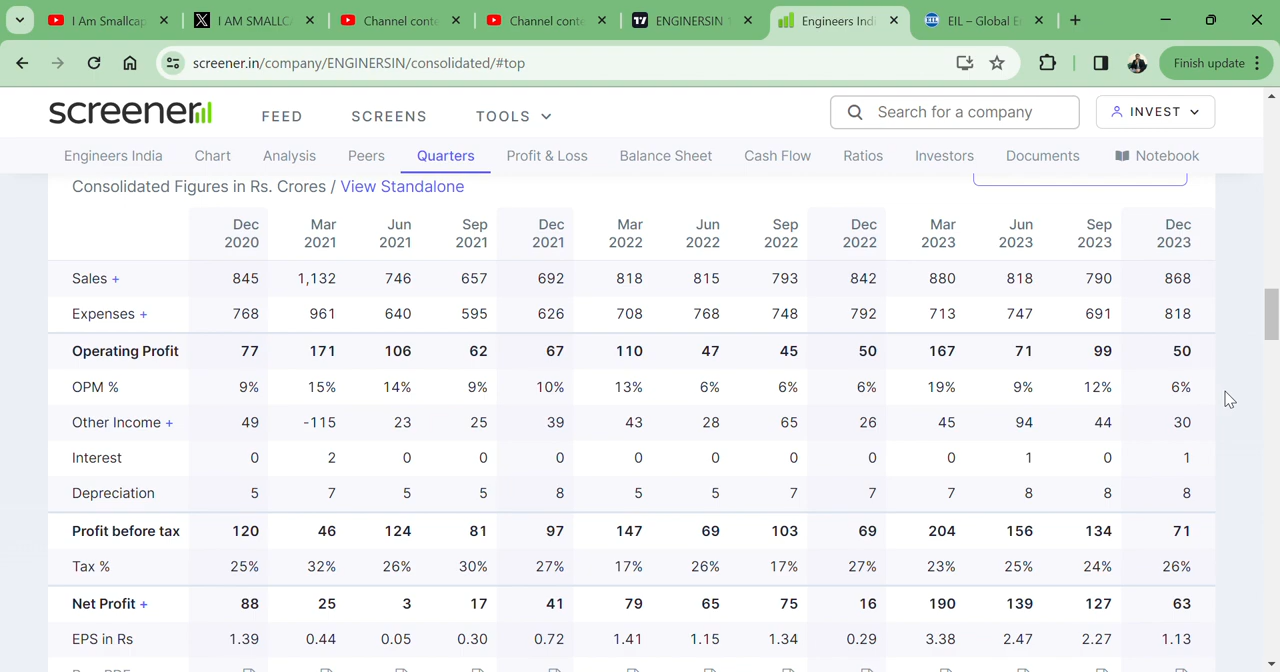 I Am Smallcap
I AM SMALLC
Channel conte
Channel conte
ENGINERSIN
Engineers Indi
EIL – Global E
screener.in/company/ENGINERSIN/consolidated/#top
Finish update
screener
FEED
SCREENS
TOOLS
Search for a company
INVEST
Engineers India Chart Analysis Peers Quarters Profit & Loss Balance Sheet Cash Flow Ratios Investors Documents Notebook
Consolidated Figures in Rs. Crores / View Standalone
Dec Mar Jun Sep Dec Mar Jun Sep Dec Mar Jun Sep Dec
2020 2021 2021 2021 2021 2022 2022 2022 2022 2023 2023 2023 2023
Sales + 845 1,132 746 657 692 818 815 793 842 880 818 790 868
Expenses + 768 961 640 595 626 708 768 748 792 713 747 691 818
Operating Profit 77 171 106 62 67 110 47 45 50 167 71 99 50
OPM % 9% 15% 14% 9% 10% 13% 6% 6% 6% 19% 9% 12% 6%
Other Income + 49 -115 23 25 39 43 28 65 26 45 94 44 30
Interest 0 2 0 0 0 0 0 0 0 0 1 0 1
Depreciation 5 7 5 5 8 5 5 7 7 7 8 8 8
Profit before tax 120 46 124 81 97 147 69 103 69 204 156 134 71
Tax % 25% 32% 26% 30% 27% 17% 26% 17% 27% 23% 25% 24% 26%
Net Profit + 88 25 3 17 41 79 65 75 16 190 139 127 63
EPS in Rs 1.39 0.44 0.05 0.30 0.72 1.41 1.15 1.34 0.29 3.38 2.47 2.27 1.13